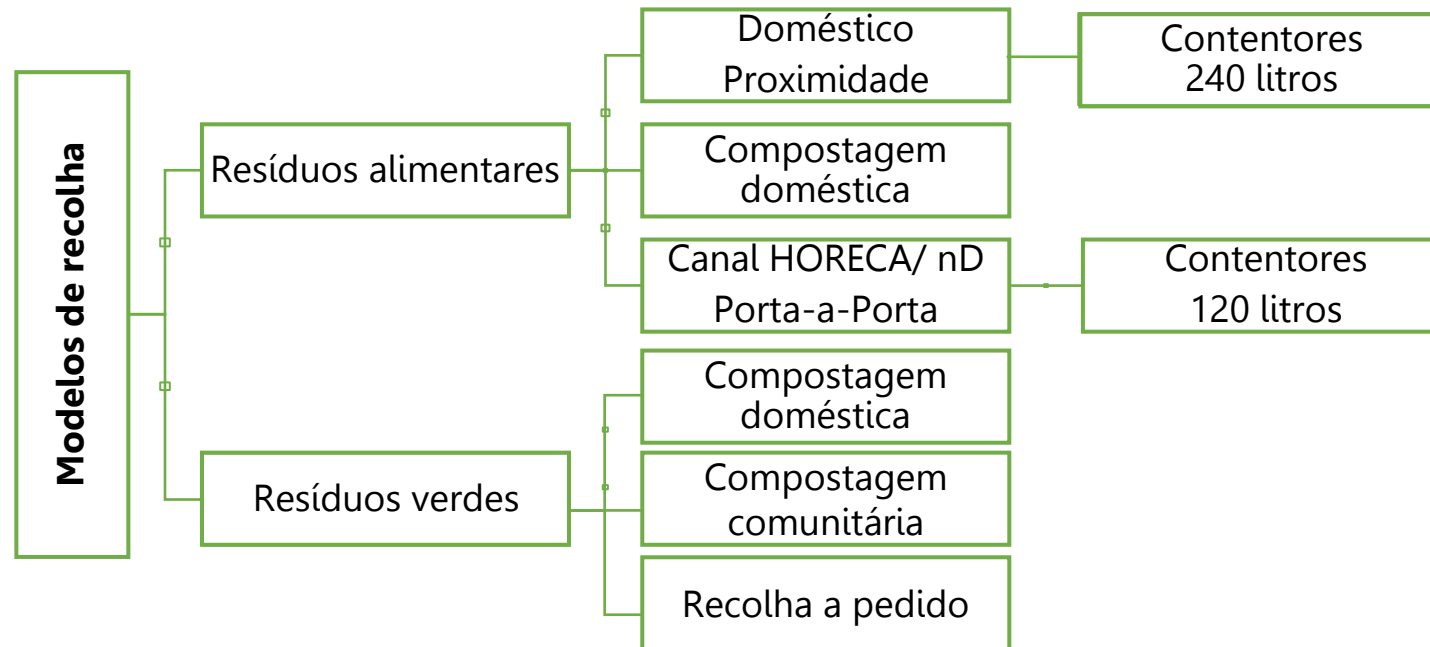 Modelos de recolha
Resíduos alimentares
Doméstico
Proximidade
Contentores
240 litros
Compostagem
doméstica
Canal HORECA/ nD
Porta-a-Porta
Contentores
120 litros
Resíduos verdes
Compostagem
doméstica
Compostagem
comunitária
Recolha a pedido